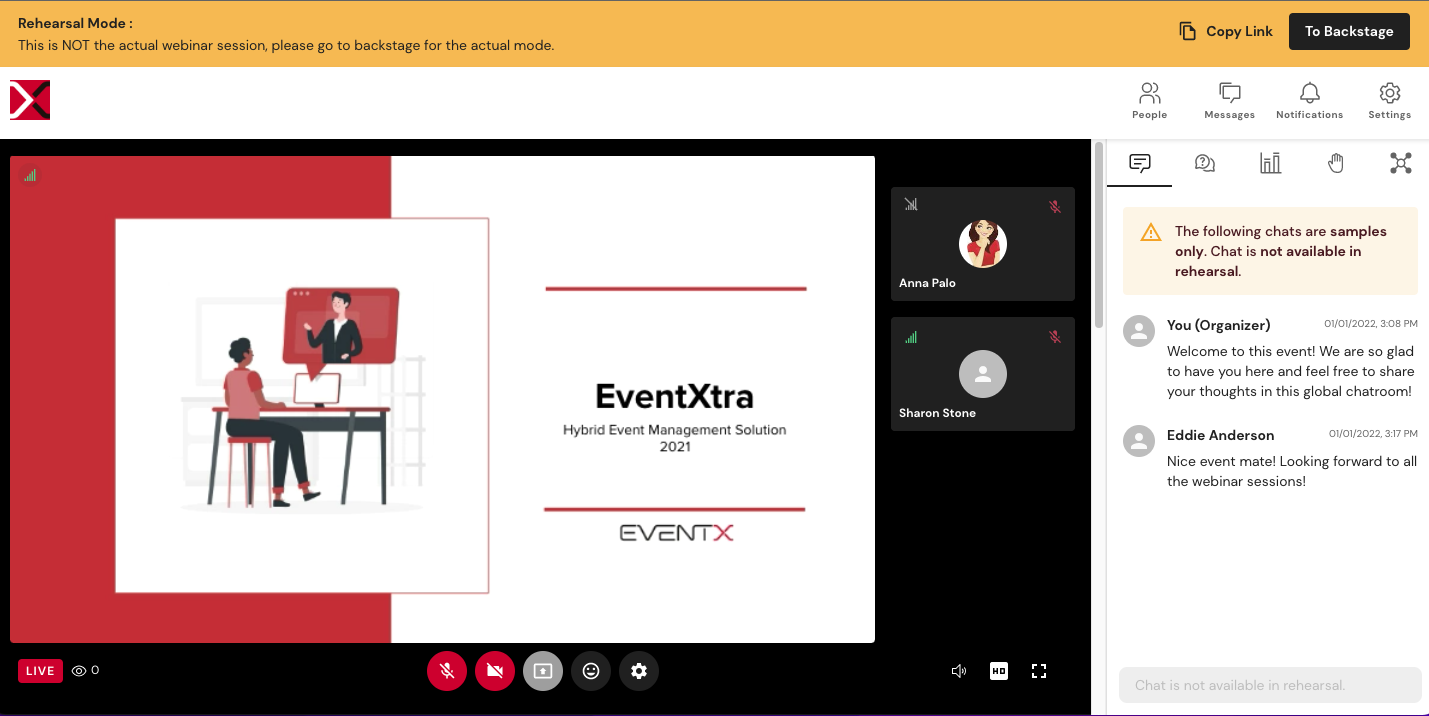 Rehearsal Mode :
This is NOT the actual webinar session, please go to backstage for the actual mode.
Copy Link
To Backstage
People
Messages
Notifications
Settings
EventXtra
Hybrid Event Management Solution
2021
EVENTX
Anna Palo
Sharon Stone
LIVE
0
HD
The following chats are samples
only. Chat is not available in
rehearsal.
You (Organizer)
01/01/2022, 3:08 PM
Welcome to this event! We are so glad
to have you here and feel free to share
your thoughts in this global chatroom!
Eddie Anderson
01/01/2022, 3:17 PM
Nice event mate! Looking forward to all
the webinar sessions!
Chat is not available in rehearsal.